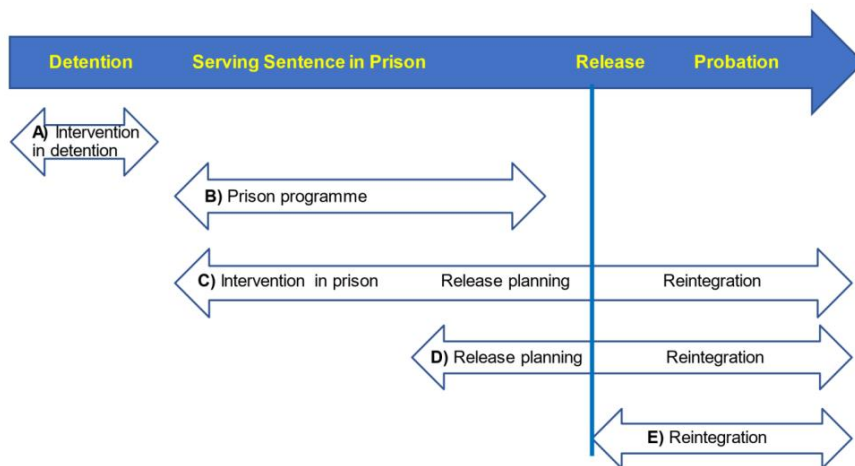 Detention Serving Sentence in Prison Release Probation
A) Intervention
in detention
B) Prison programme
C) Intervention in prison Release planning Reintegration
D) Release planning Reintegration
E) Reintegration